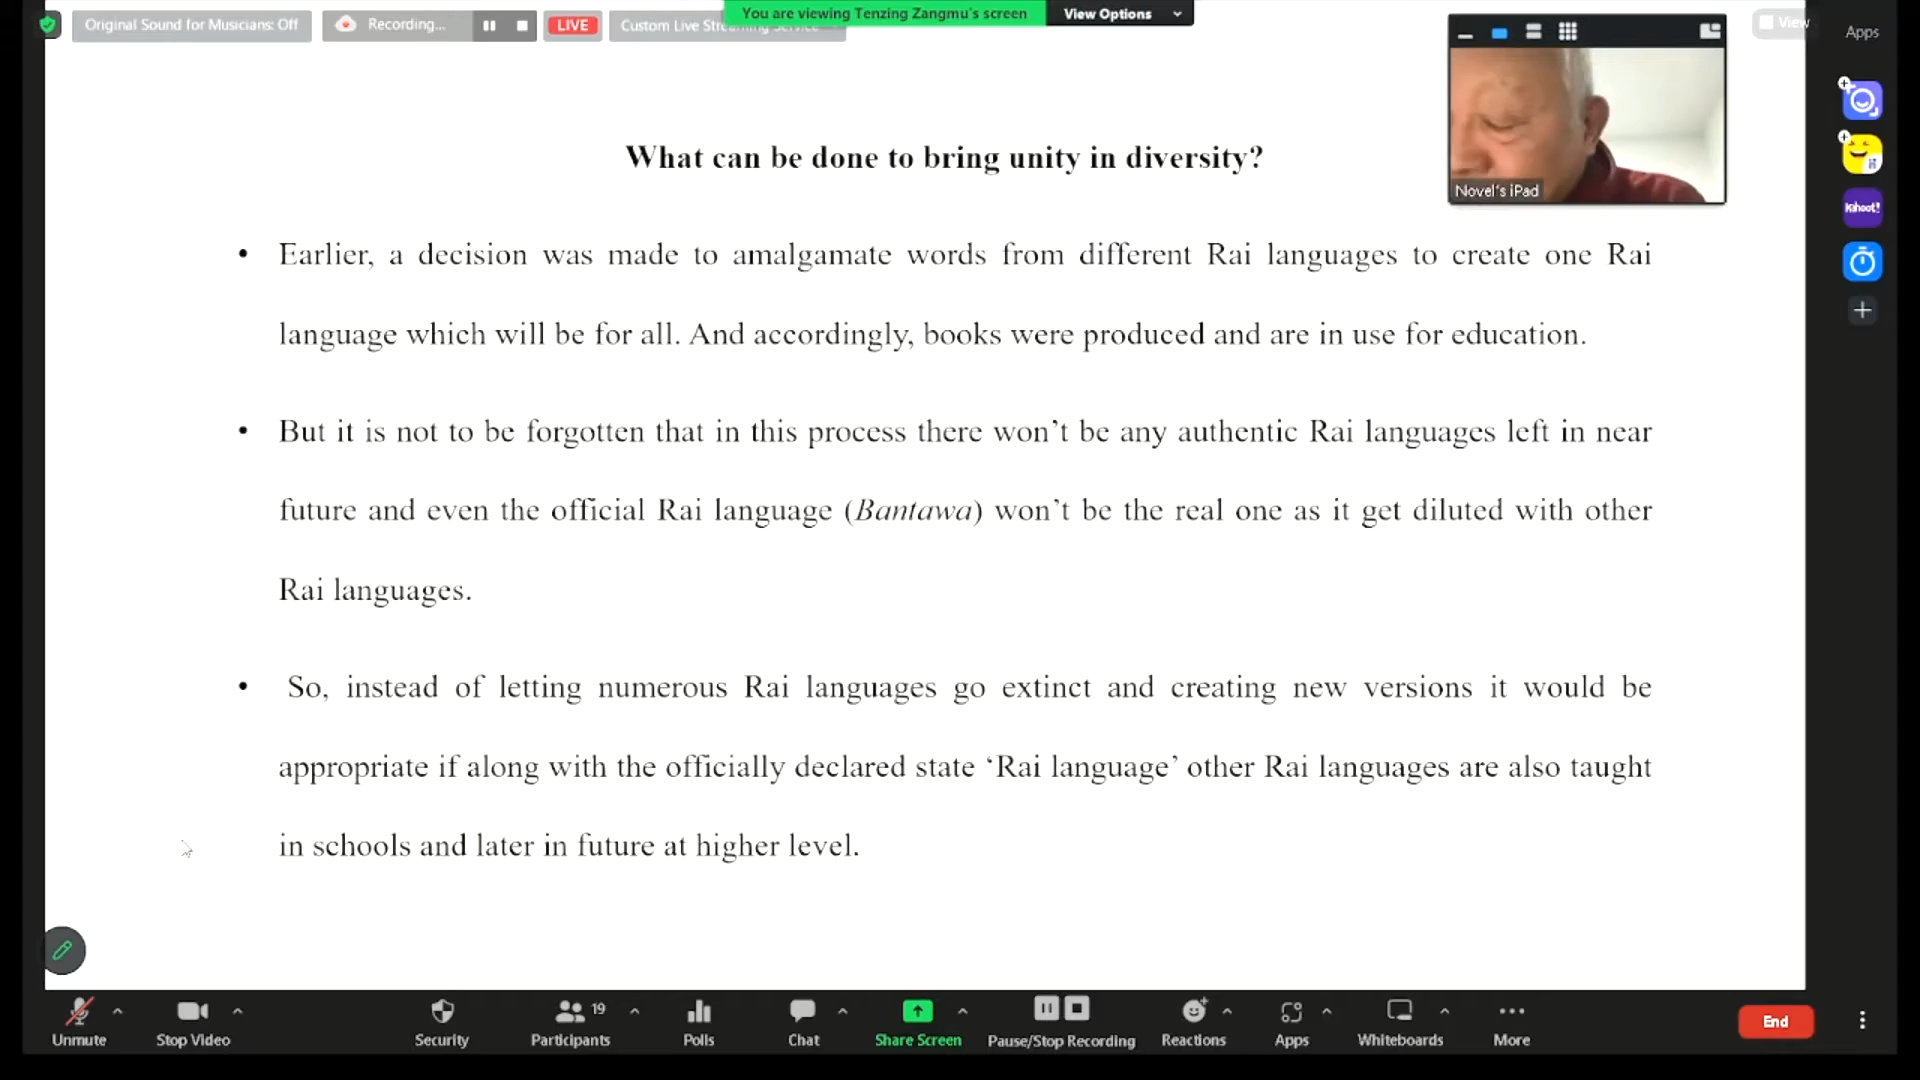 Original Sound for Musicians: Off
Recording...
LIVE
You are viewing Tenzing Zangmu's screen
View Options
View
Apps
Novel's iPad
Kahoot!
What can be done to bring unity in diversity?
• Earlier, a decision was made to amalgamate words from different Rai languages to create one Rai
language which will be for all. And accordingly, books were produced and are in use for education.
• But it is not to be forgotten that in this process there won't be any authentic Rai languages left in near
future and even the official Rai language (Bantawa) won't be the real one as it get diluted with other
Rai languages.
• So, instead of letting numerous Rai languages go extinct and creating new versions it would be
appropriate if along with the officially declared state ‘Rai language’ other Rai languages are also taught
in schools and later in future at higher level.
Unmute
Stop Video
Security
Participants 19
Polls
Chat
Share Screen
Pause/Stop Recording
Reactions
Apps
Whiteboards
More
End